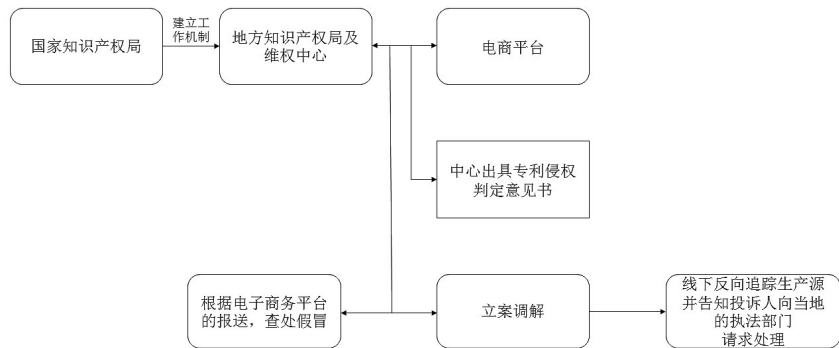 国家知识产权局
建立工
作机制
地方知识产权局及
维权中心
电商平台
中心出具专利侵权
判定意见书
根据电子商务平台
的报送，查处假冒
立案调解
线下反向追踪生产源
并告知投诉人向当地
的执法部门
请求处理